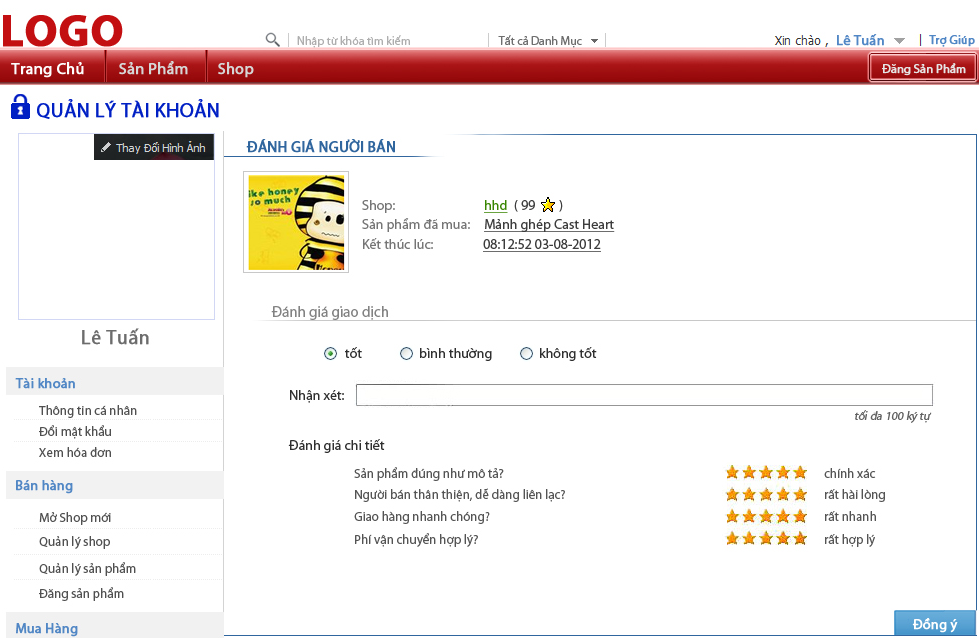 LOGO
Nhập từ khóa tìm kiếm
Tất cả Danh Mục
Xin chào , Lê Tuấn | Trợ Giúp
Trang Chủ Sản Phẩm Shop
Đăng Sản Phẩm
QUẢN LÝ TÀI KHOẢN
Thay Đổi Hình Ảnh
Lê Tuấn
Tài khoản
Thông tin cá nhân
Đổi mật khẩu
Xem hóa đơn
Bán hàng
Mở Shop mới
Quản lý shop
Quản lý sản phẩm
Đăng sản phẩm
Mua Hàng
ĐÁNH GIÁ NGƯỜI BÁN
ike honey
so much
Shop: hhd ( 99 )
Sản phẩm đã mua: Mảnh ghép Cast Heart
Kết thúc lúc: 08:12:52 03-08-2012
Đánh giá giao dịch
tốt bình thường không tốt
Nhận xét:
tối đa 100 ký tự
Đánh giá chi tiết
Sản phẩm đúng như mô tả? chính xác
Người bán thân thiện, dễ dàng liên lạc? rất hài lòng
Giao hàng nhanh chóng? rất nhanh
Phí vận chuyển hợp lý? rất hợp lý
Đồng ý